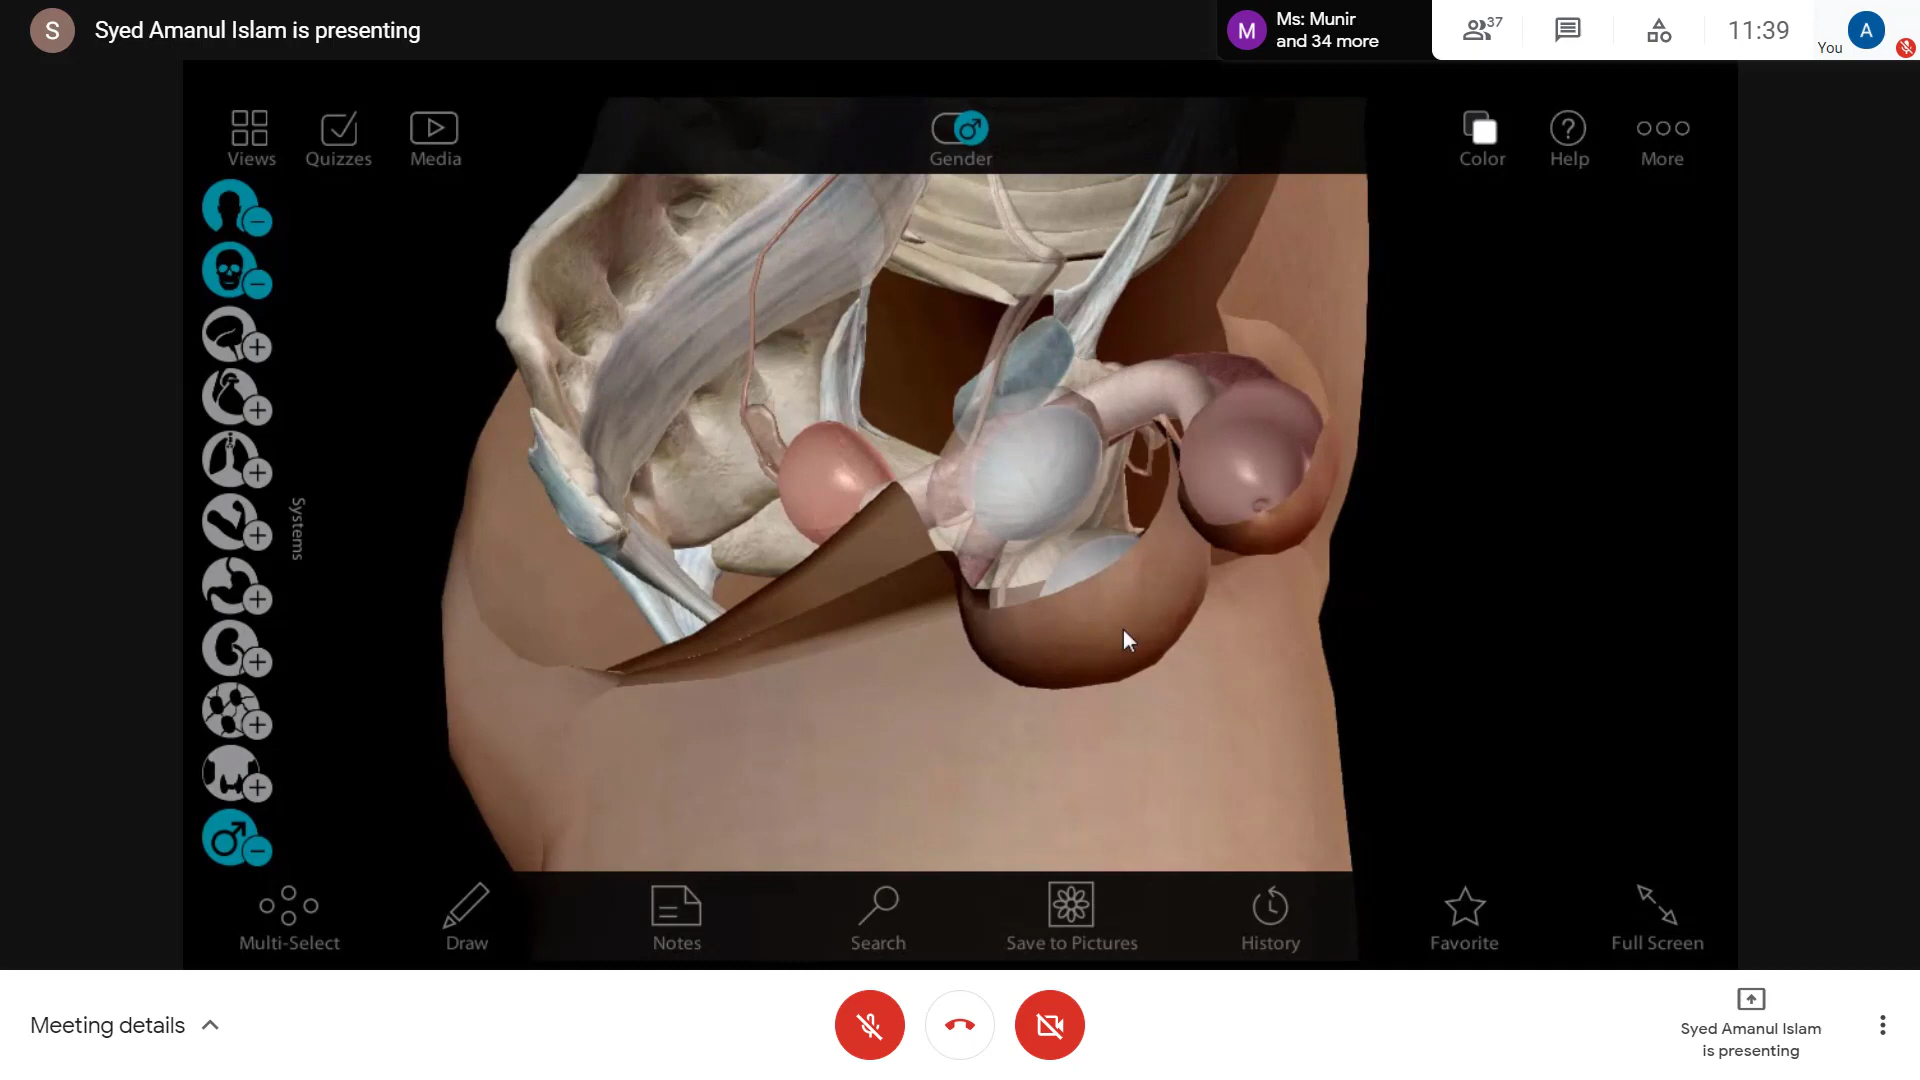 S
Syed Amanul Islam is presenting
M
Ms: Munir
and 34 more
37
11:39
You
A
Views
Quizzes
Media
Gender
Color
Help
More
Systems
Multi-Select
Draw
Notes
Search
Save to Pictures
History
Favorite
Full Screen
Meeting details
Syed Amanul Islam
is presenting